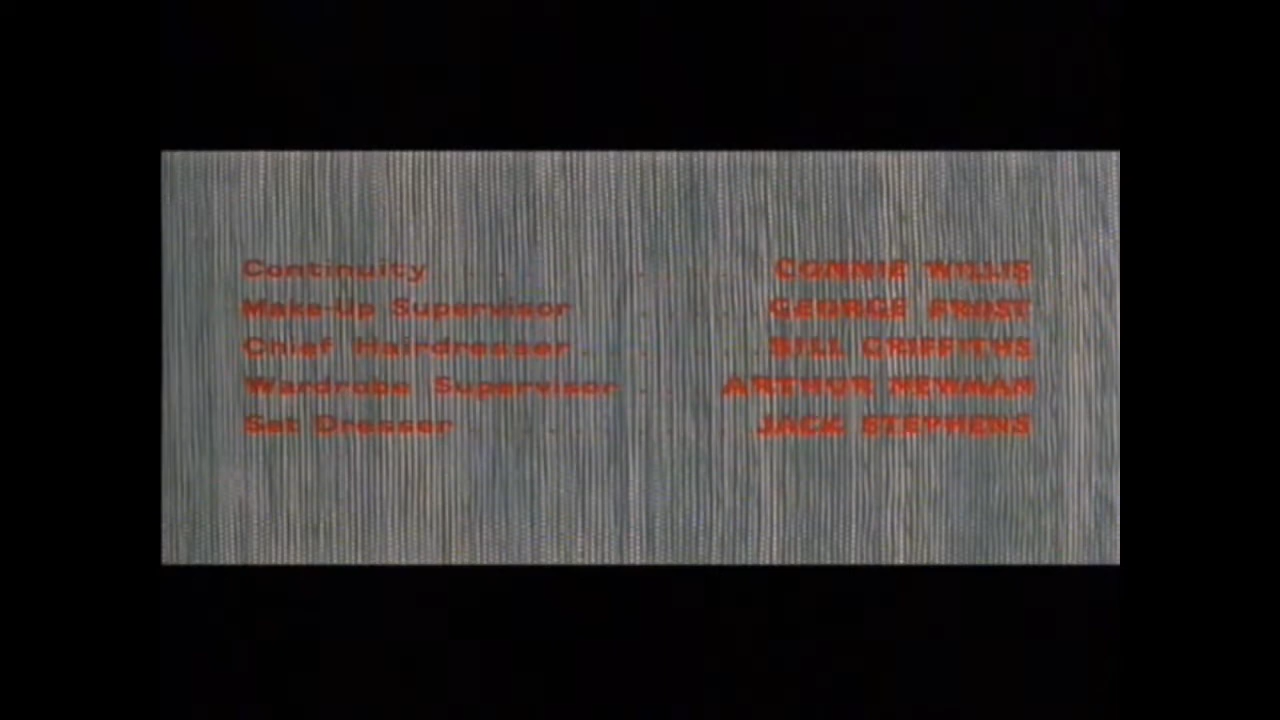 Continuity . . . . . CONNIE WILLIS
Make-Up Supervisor . . . . GEORGE FROST
Chief Hairdresser . . . . . BILL GRIFFITHS
Wardrobe Supervisor . . ARTHUR NEWMAN
Set Dresser . . . . . JACK STEPHENS